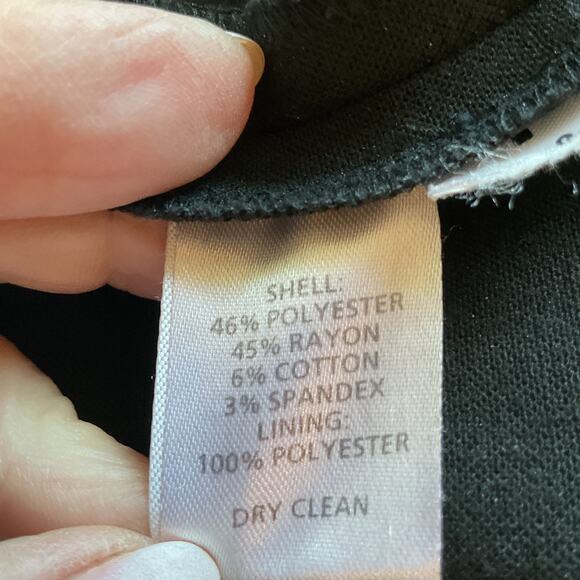 SHELL:
46% POLYESTER
45% RAYON
6% COTTON
3% SPANDEX
LINING:
100% POLYESTER
DRY CLEAN